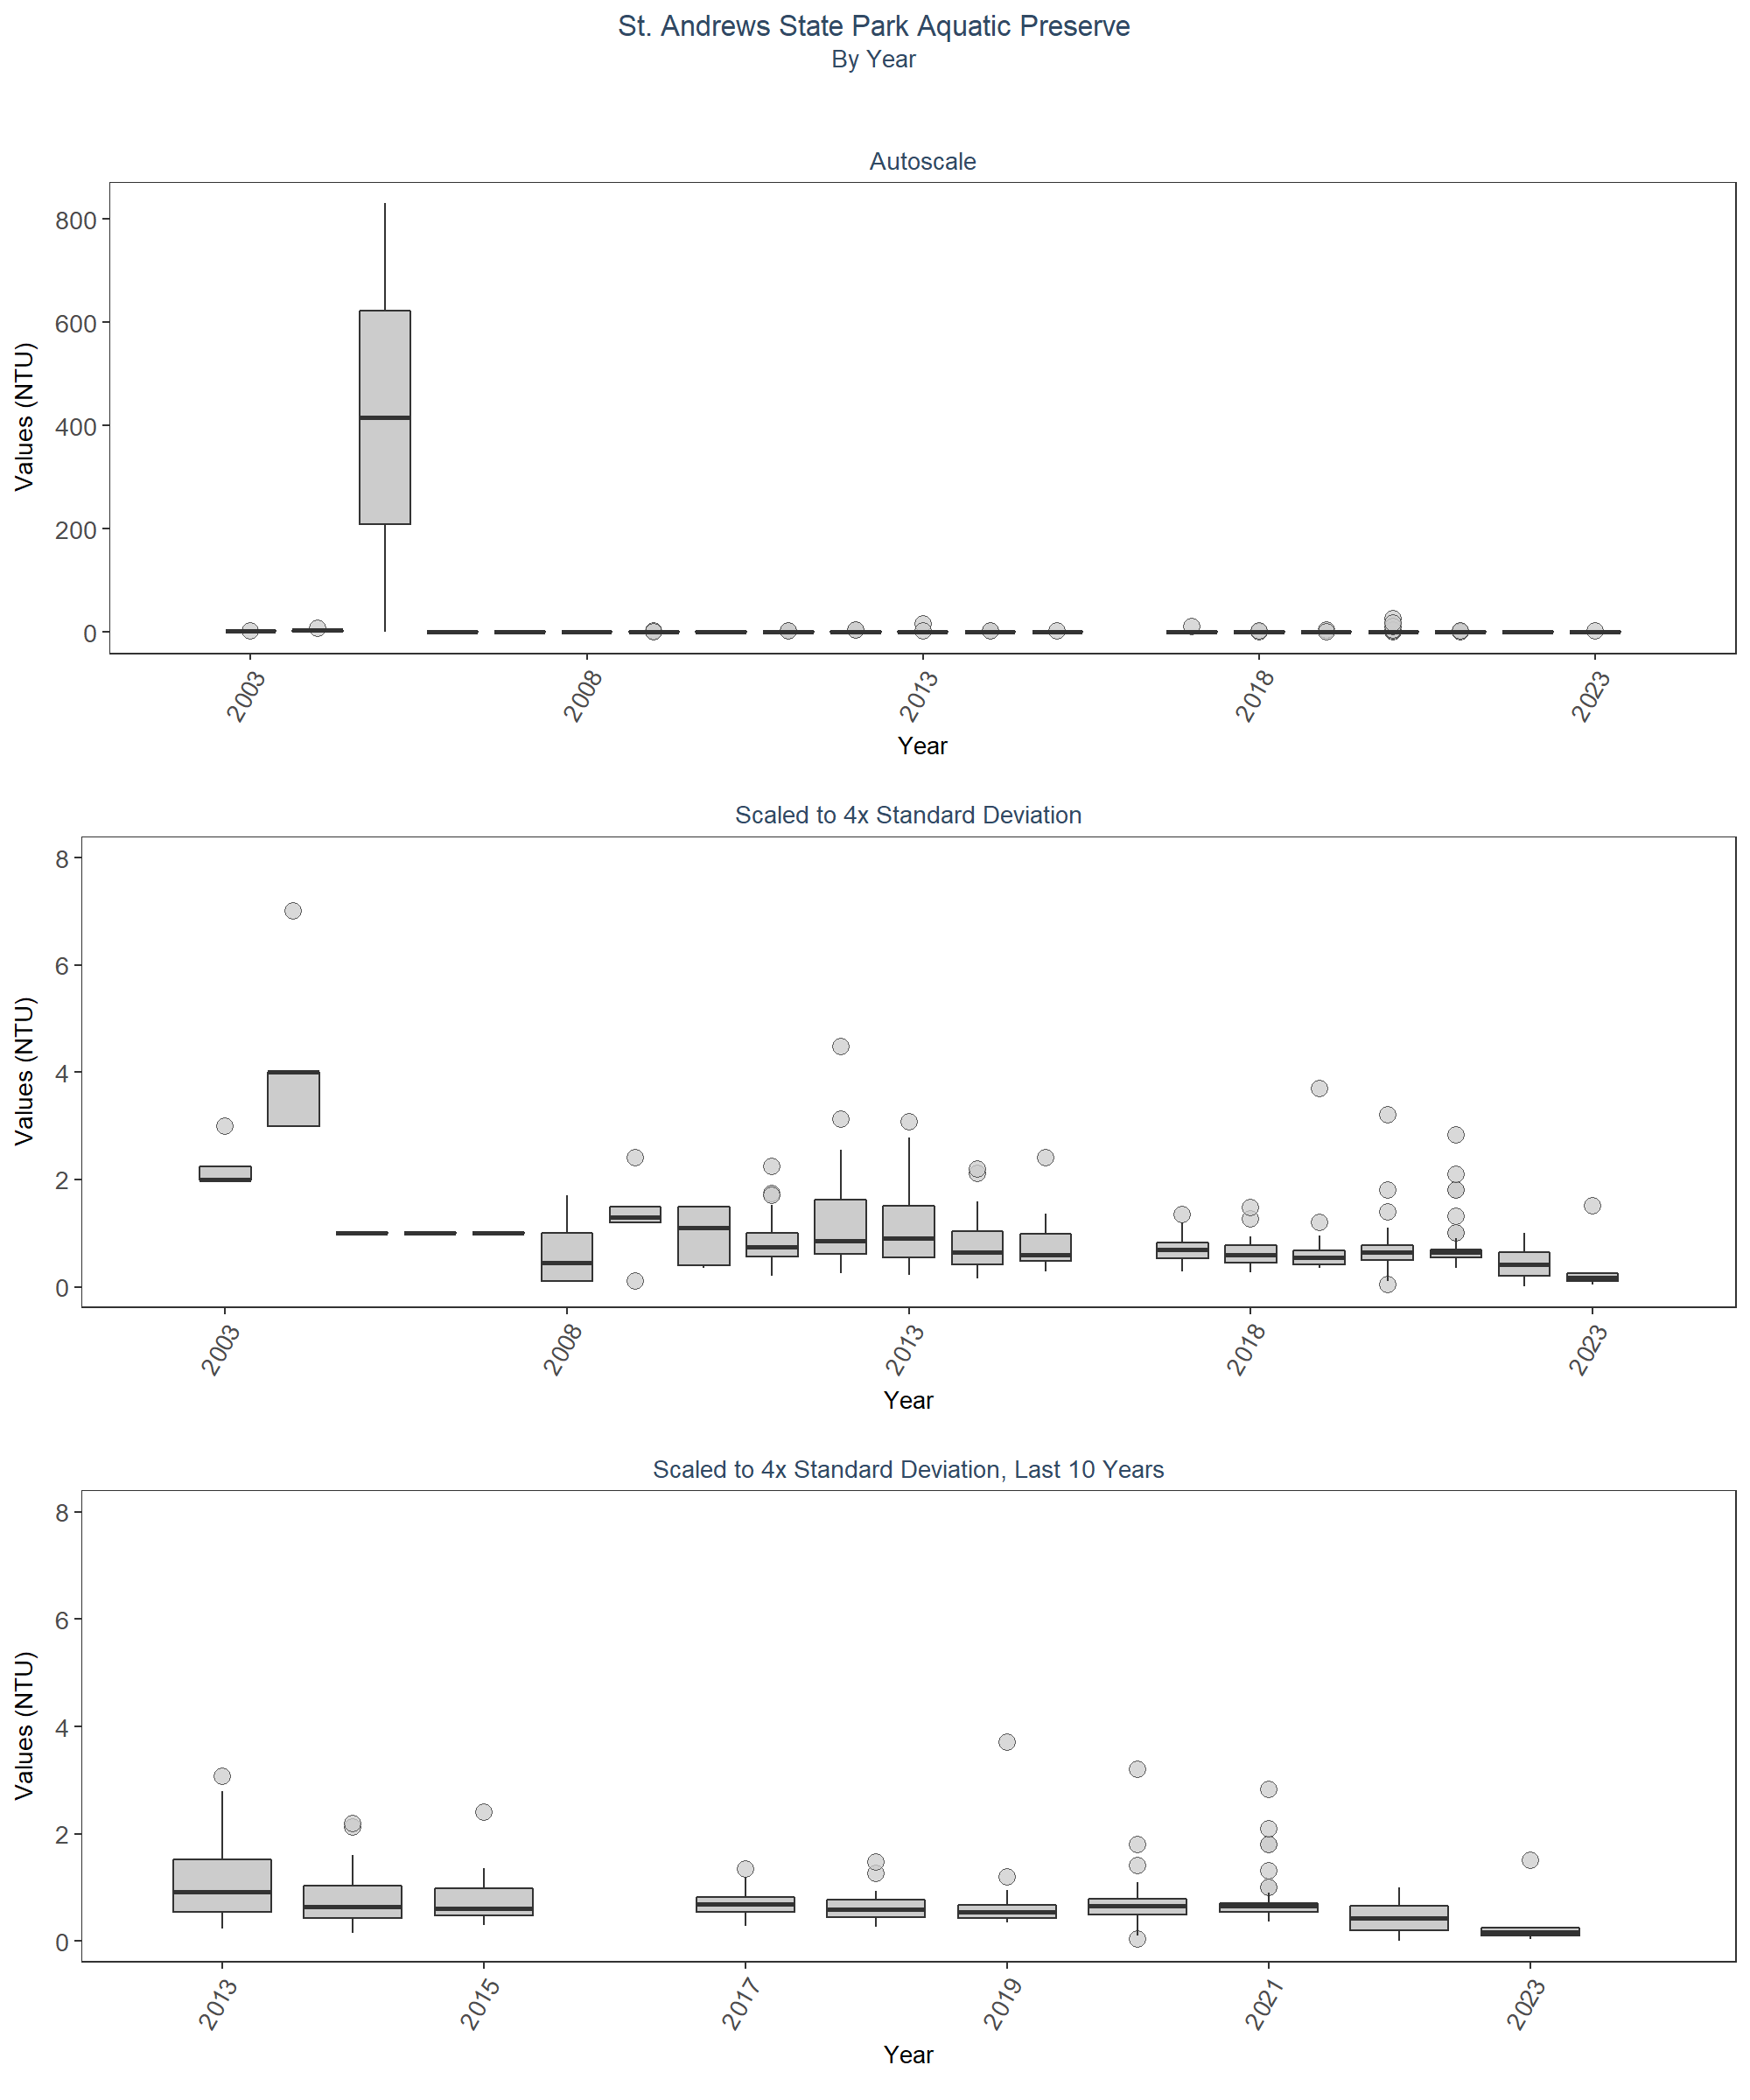 St. Andrews State Park Aquatic Preserve
By Year
Autoscale
Values (NTU)
800
600
400
200
0
2003
2008
2013
2018
2023
Year
Scaled to 4x Standard Deviation
Values (NTU)
8
6
4
2
0
2003
2008
2013
2018
2023
Year
Scaled to 4x Standard Deviation, Last 10 Years
Values (NTU)
8
6
4
2
0
2013
2015
2017
2019
2021
2023
Year